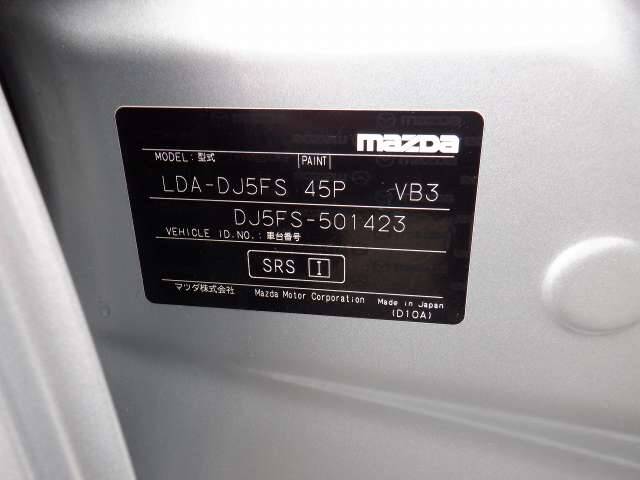 mazda
MODEL: 型式 PAINT
LDA-DJ5FS 45P VB3
DJ5FS-501423
VEHICLE ID.NO.: 車台番号
SRS I
マツダ株式会社 Mazda Motor Corporation Made in Japan
(D10A)